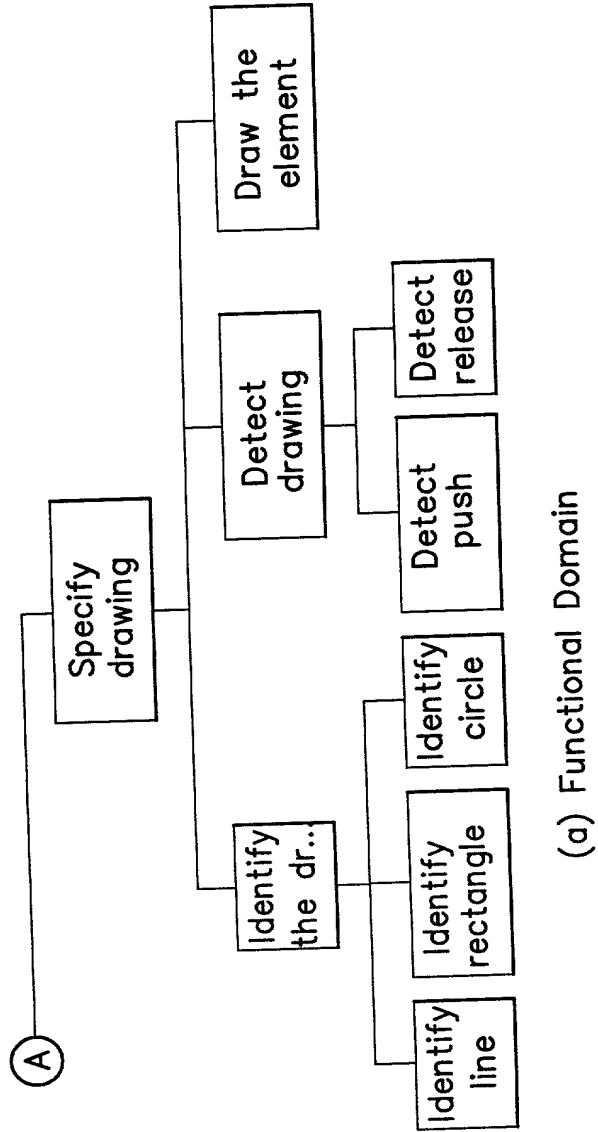 A
Specify
drawing
Identify
the dr...
Detect
drawing
Draw the
element
Identify
line
Identify
rectangle
Identify
circle
Detect
push
Detect
release
(a) Functional Domain